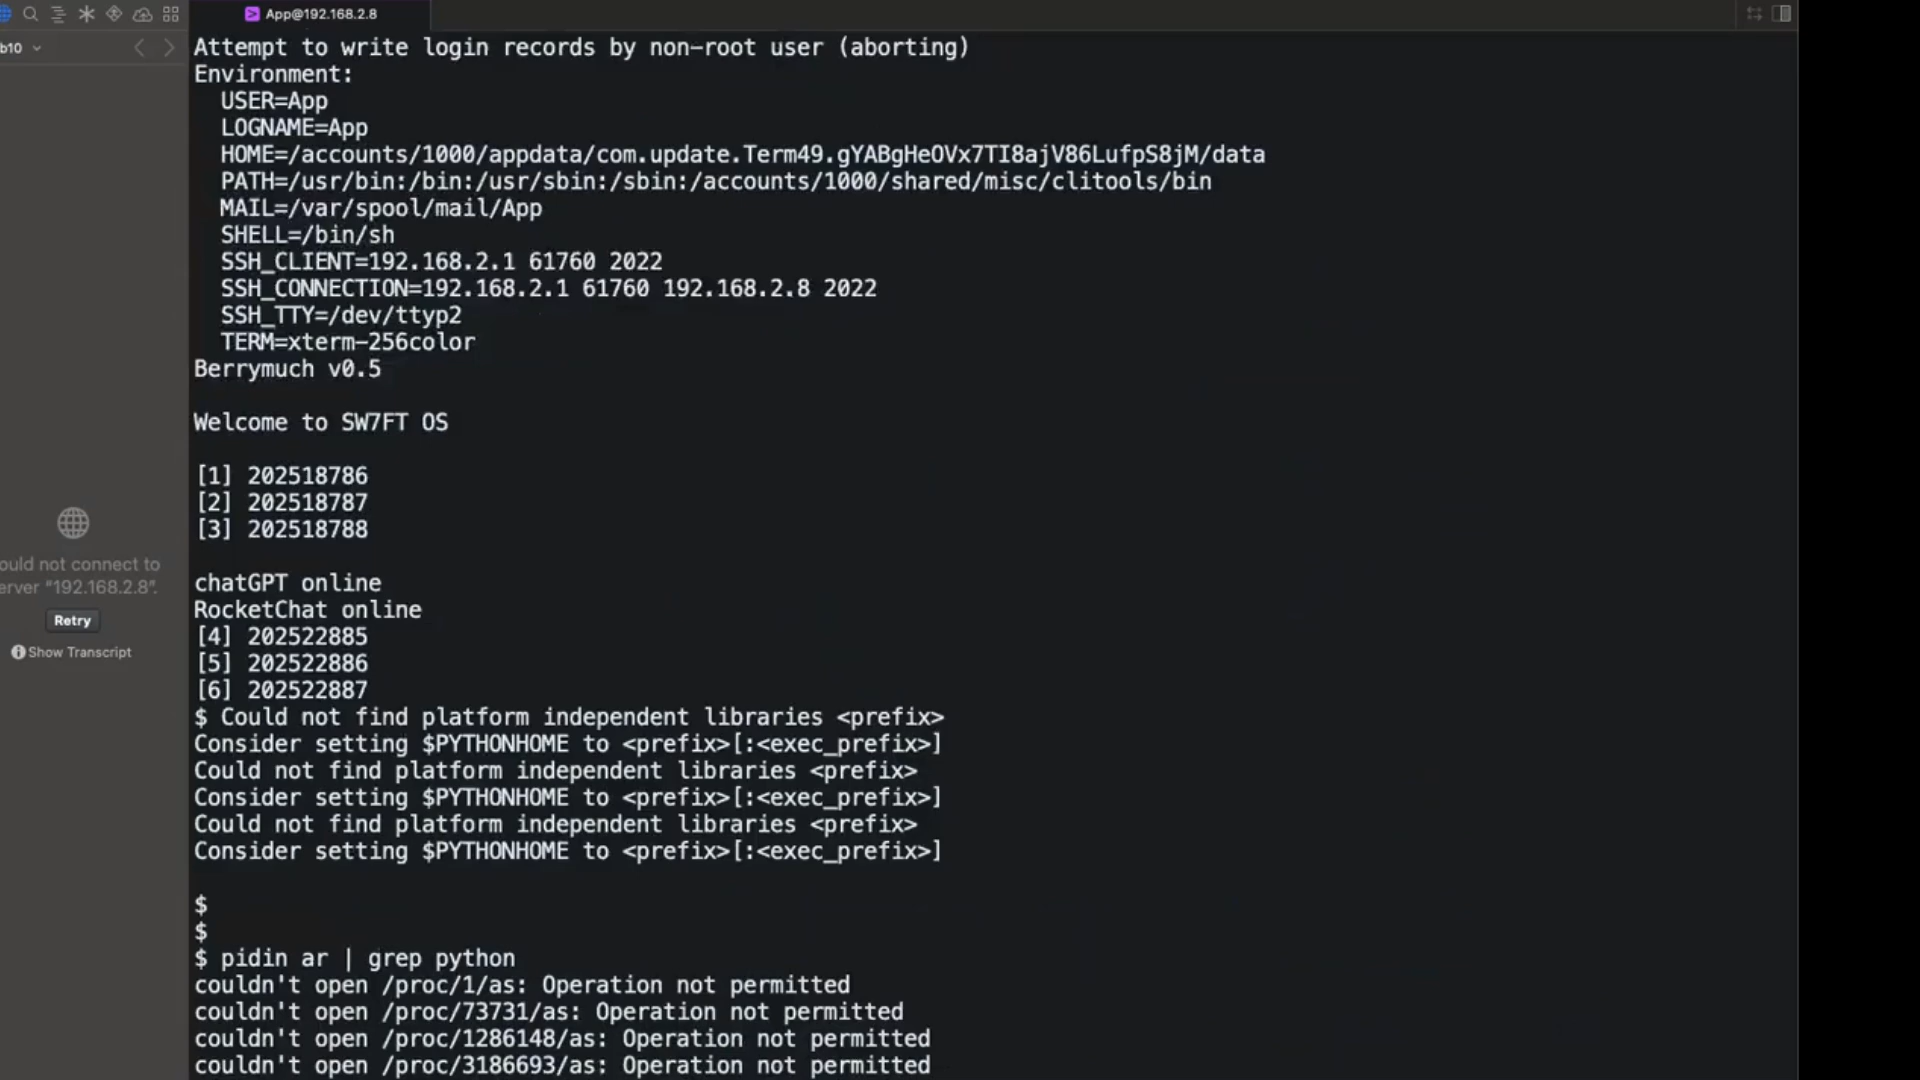 App@192.168.2.8
b10
Attempt to write login records by non-root user (aborting)
Environment:
USER=App
LOGNAME=App
HOME=/accounts/1000/appdata/com.update.Term49.gYABgHeOVx7TI8ajV86LufpS8jM/data
PATH=/usr/bin:/bin:/usr/sbin:/sbin:/accounts/1000/shared/misc/clitools/bin
MAIL=/var/spool/mail/App
SHELL=/bin/sh
SSH_CLIENT=192.168.2.1 61760 2022
SSH_CONNECTION=192.168.2.1 61760 192.168.2.8 2022
SSH_TTY=/dev/ttyp2
TERM=xterm-256color
Berrymuch v0.5
Welcome to SW7FT OS
[1] 202518786
[2] 202518787
[3] 202518788
ould not connect to
erver "192.168.2.8".
Retry
Show Transcript
chatGPT online
RocketChat online
[4] 202522885
[5] 202522886
[6] 202522887
$ Could not find platform independent libraries <prefix>
Consider setting $PYTHONHOME to <prefix>[:<exec_prefix>]
Could not find platform independent libraries <prefix>
Consider setting $PYTHONHOME to <prefix>[:<exec_prefix>]
Could not find platform independent libraries <prefix>
Consider setting $PYTHONHOME to <prefix>[:<exec_prefix>]
$
$
$ pidin ar | grep python
couldn't open /proc/1/as: Operation not permitted
couldn't open /proc/73731/as: Operation not permitted
couldn't open /proc/1286148/as: Operation not permitted
couldn't open /proc/3186693/as: Operation not permitted